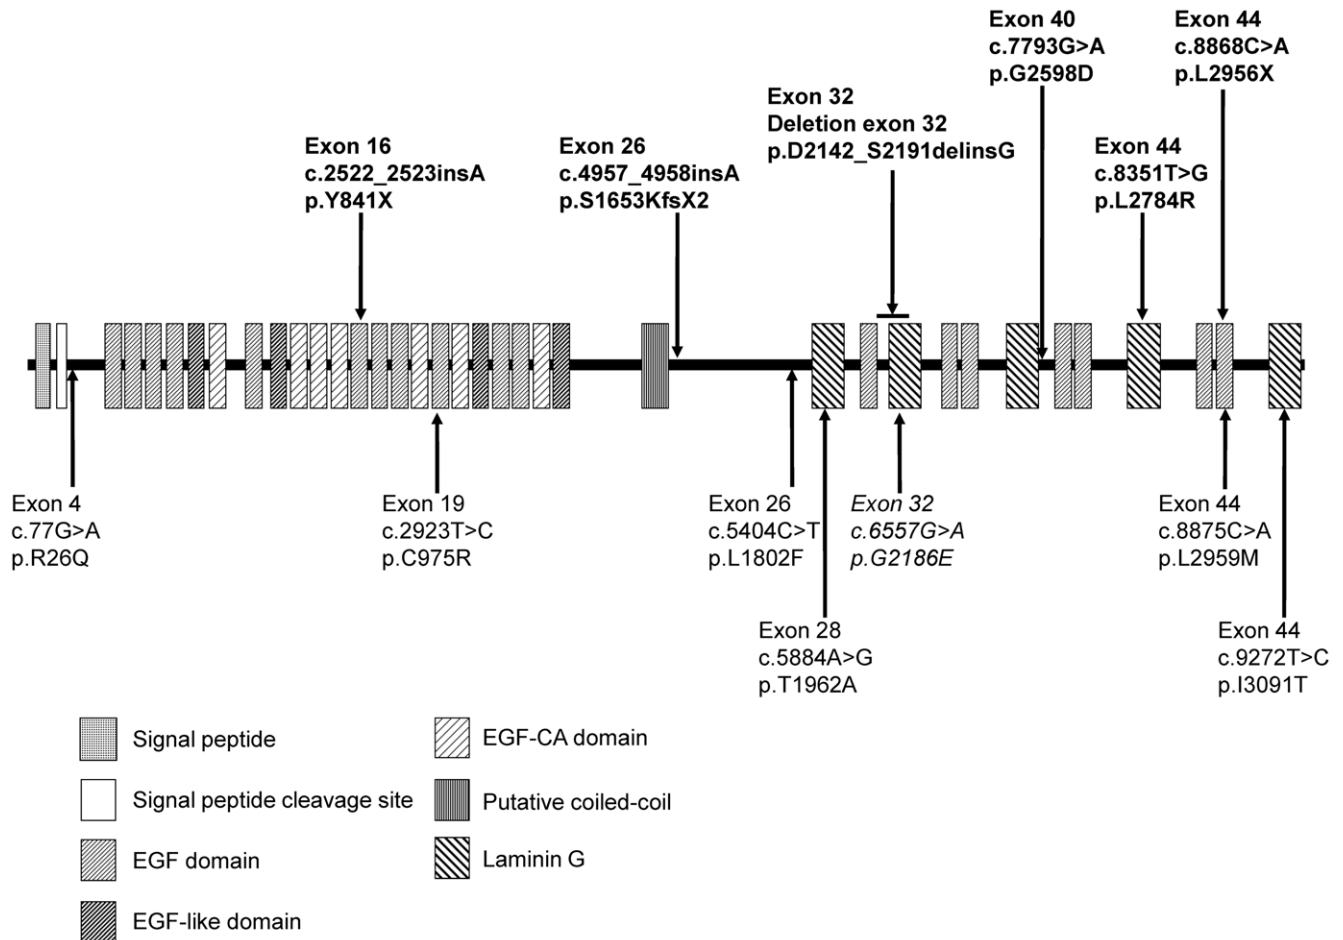 Exon 40
c.7793G>A
p.G2598D
Exon 44
c.8868C>A
p.L2956X
Exon 32
Deletion exon 32
p.D2142_S2191delinsG
Exon 16
c.2522_2523insA
p.Y841X
Exon 26
c.4957_4958insA
p.S1653KfsX2
Exon 44
c.8351T>G
p.L2784R
Exon 4
c.77G>A
p.R26Q
Exon 19
c.2923T>C
p.C975R
Exon 26
c.5404C>T
p.L1802F
Exon 32
c.6557G>A
p.G2186E
Exon 44
c.8875C>A
p.L2959M
Exon 28
c.5884A>G
p.T1962A
Exon 44
c.9272T>C
p.I3091T
Signal peptide
Signal peptide cleavage site
EGF domain
EGF-like domain
EGF-CA domain
Putative coiled-coil
Laminin G